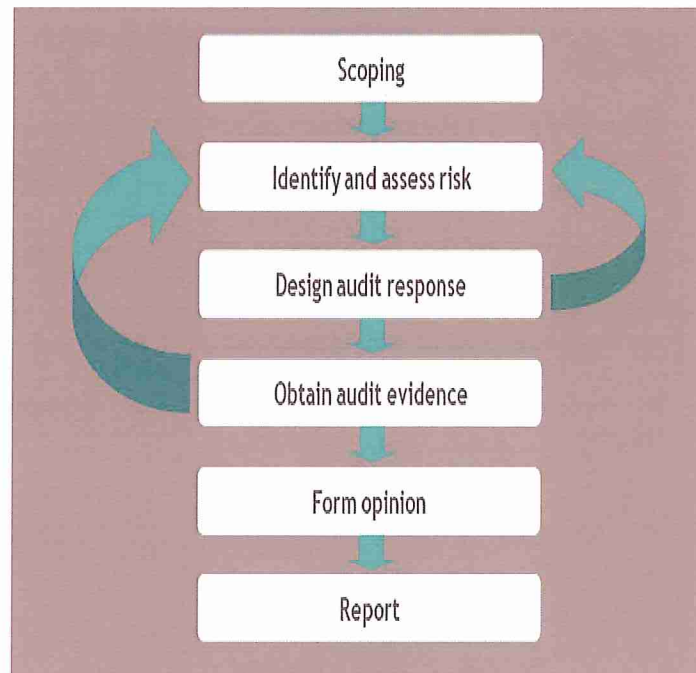 Scoping
Identify and assess risk
Design audit response
Obtain audit evidence
Form opinion
Report